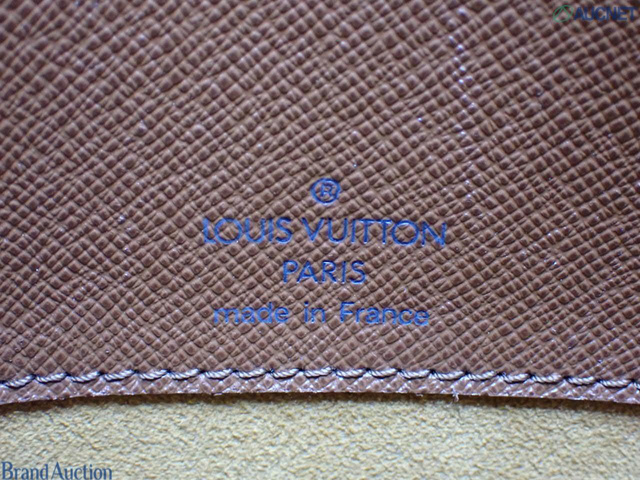 AUCNET
®
LOUIS VUITTON
PARIS
made in France
Brand Auction